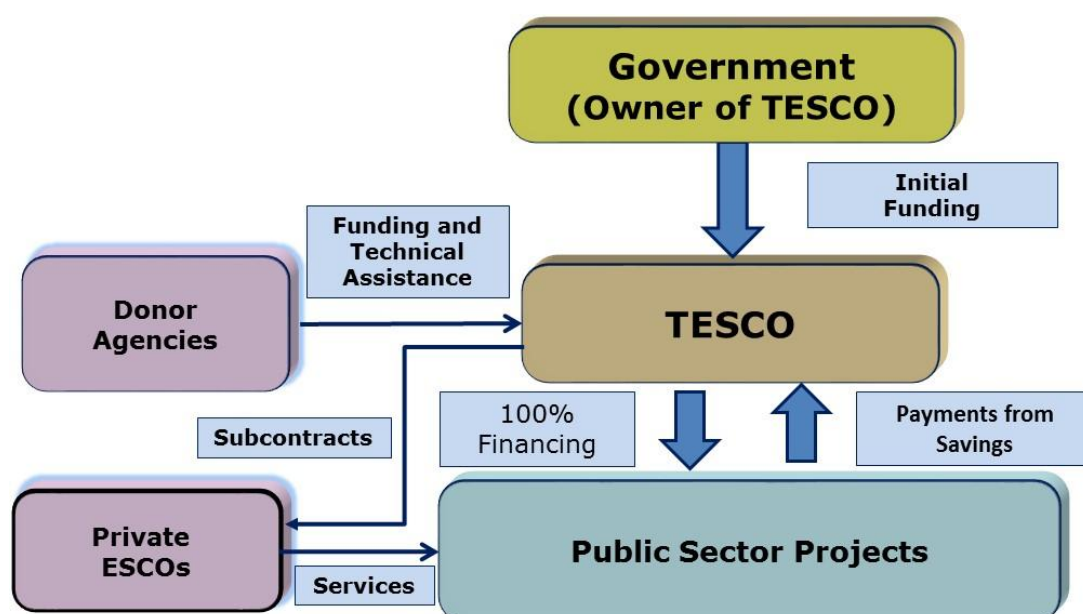 Government
(Owner of TESCO)
Initial
Funding
Funding and
Technical
Assistance
Donor
Agencies
TESCO
Subcontracts
100%
Financing
Payments from
Savings
Private
ESCOs
Services
Public Sector Projects